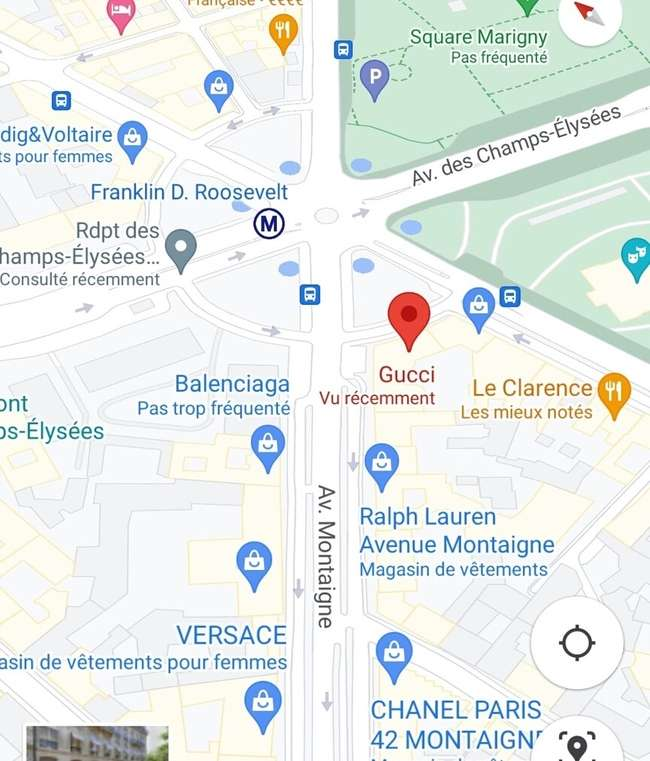 Française · €€€€
Square Marigny
Pas fréquenté
P
dig&Voltaire
ts pour femmes
Av. des Champs-Élysées
Franklin D. Roosevelt
M
Rdpt des
hamps-Élysées...
Consulté récemment
Gucci
Vu récemment
Balenciaga
Pas trop fréquenté
Le Clarence
Les mieux notés
ont
ps-Élysées
Av. Montaigne
Ralph Lauren
Avenue Montaigne
Magasin de vêtements
VERSACE
asin de vêtements pour femmes
CHANEL PARIS
42 MONTAIGN